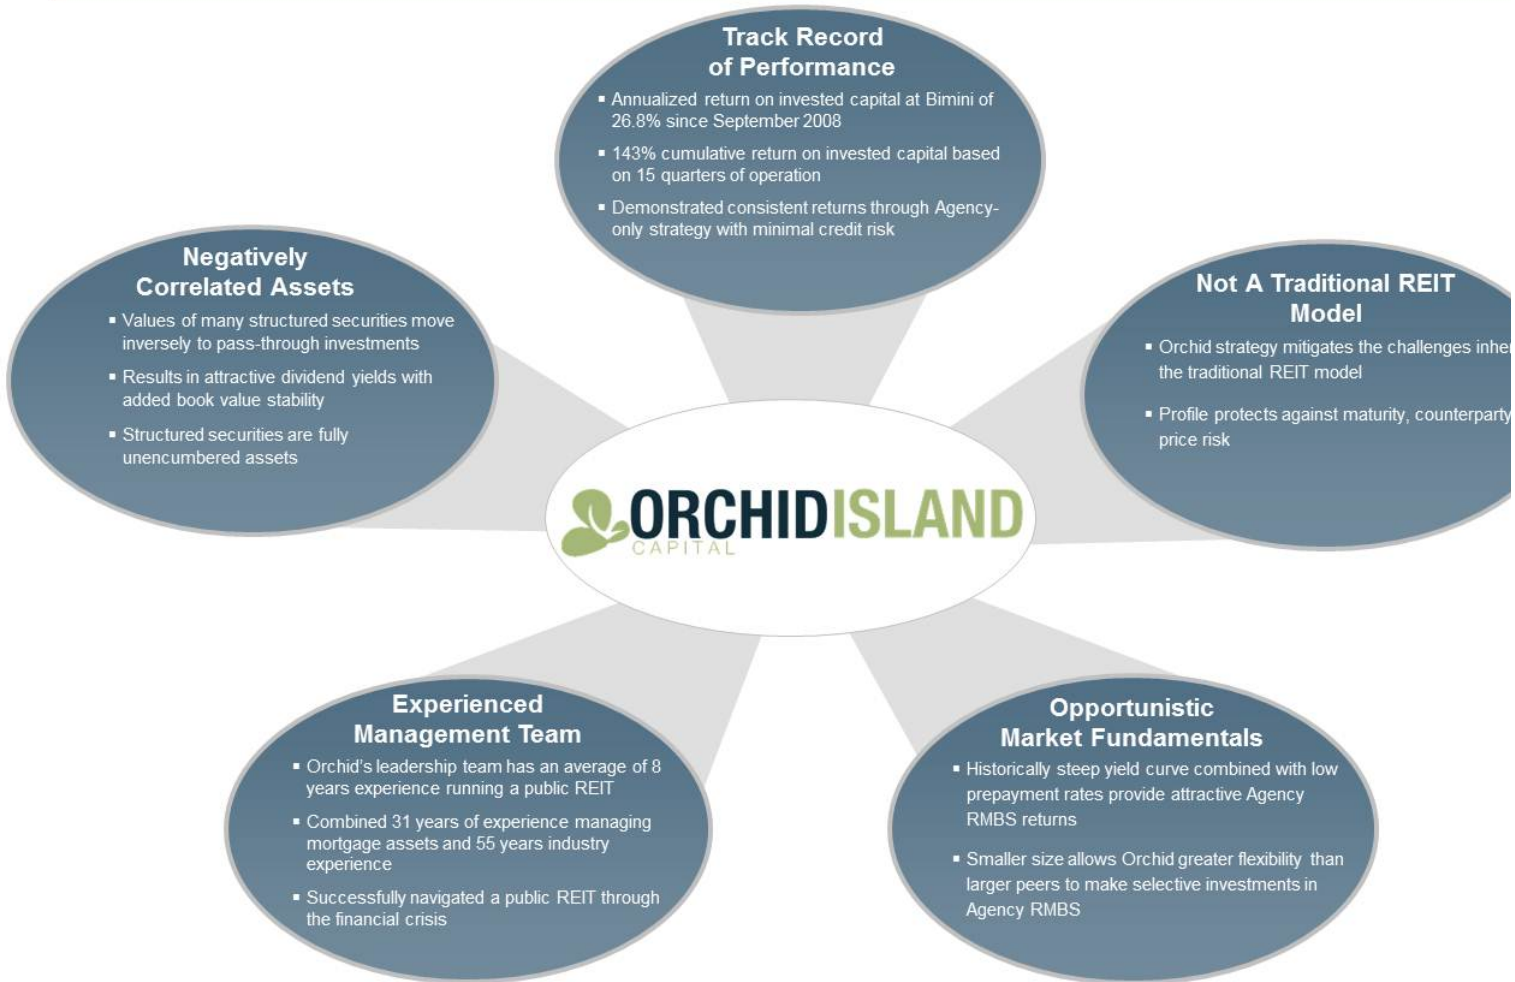 Track Record
of Performance
▪ Annualized return on invested capital at Bimini of
26.8% since September 2008
▪ 143% cumulative return on invested capital based
on 15 quarters of operation
▪ Demonstrated consistent returns through Agency-
only strategy with minimal credit risk
Negatively
Correlated Assets
▪ Values of many structured securities move
inversely to pass-through investments
▪ Results in attractive dividend yields with
added book value stability
▪ Structured securities are fully
unencumbered assets
Not A Traditional REIT
Model
▪ Orchid strategy mitigates the challenges
the traditional REIT model
▪ Profile protects against maturity, counterparty
price risk
ORCHIDISLAND
CAPITAL
Experienced
Management Team
▪ Orchid's leadership team has an average of 8
years experience running a public REIT
▪ Combined 31 years of experience managing
mortgage assets and 55 years industry
experience
▪ Successfully navigated a public REIT through
the financial crisis
Opportunistic
Market Fundamentals
▪ Historically steep yield curve combined with low
prepayment rates provide attractive Agency
RMBS returns
▪ Smaller size allows Orchid greater flexibility than
larger peers to make selective investments in
Agency RMBS